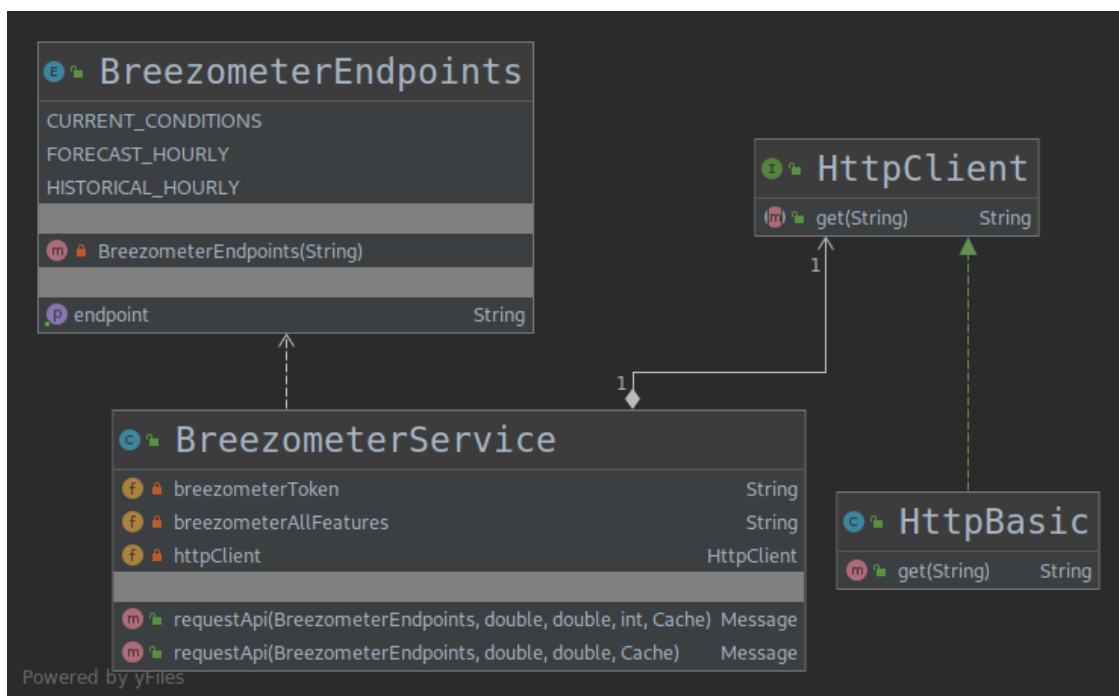 BreezometerEndpoints
CURRENT_CONDITIONS
FORECAST_HOURLY
HISTORICAL_HOURLY
m BreezometerEndpoints(String)
p endpoint String
E
I HttpClient
m get(String) String
1
1
C BreezometerService
f breezometerToken String
f breezometerAllFeatures String
f httpClient HttpClient
m requestApi(BreezometerEndpoints, double, double, int, Cache) Message
m requestApi(BreezometerEndpoints, double, double, Cache) Message
C HttpBasic
m get(String) String
Powered by yFiles